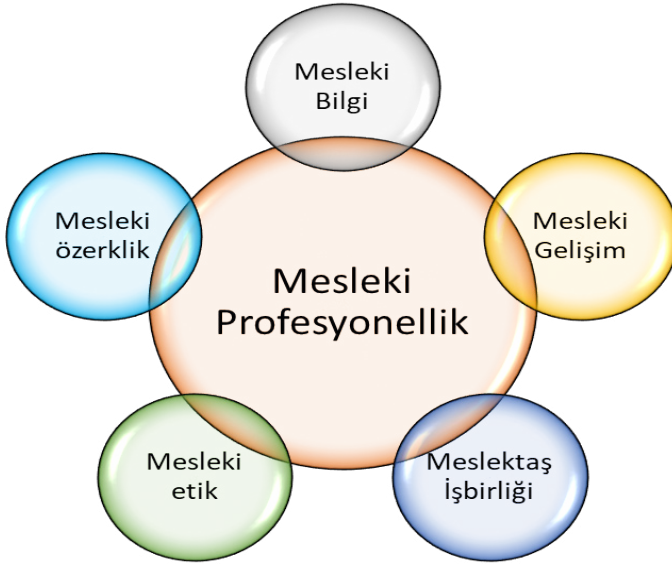 Mesleki
Bilgi
Mesleki
özerklik
Mesleki
Gelişim
Mesleki
Profesyonellik
Mesleki
etik
Meslektaş
İşbirliği